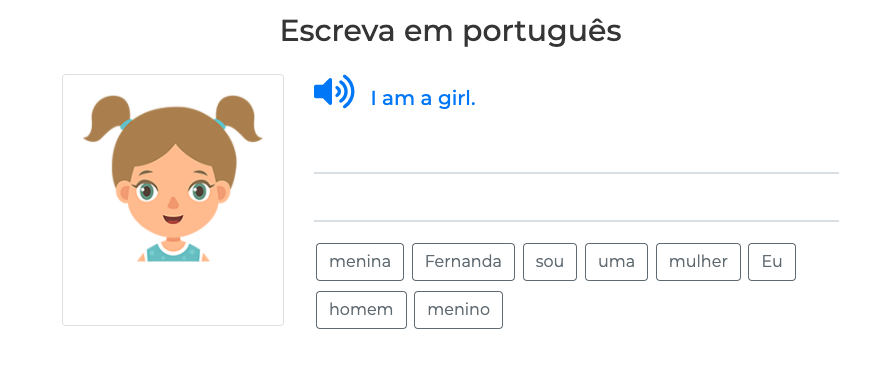 Escreva em português
I am a girl.
menina Fernanda sou uma mulher Eu
homem menino